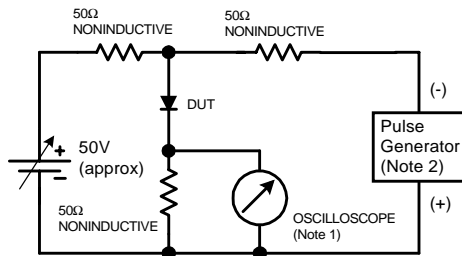 50Ω
NONINDUCTIVE
50Ω
NONINDUCTIVE
DUT
(-)
Pulse
Generator
(Note 2)
(+)
+
50V
(approx)
-
50Ω
NONINDUCTIVE
OSCILLOSCOPE
(Note 1)